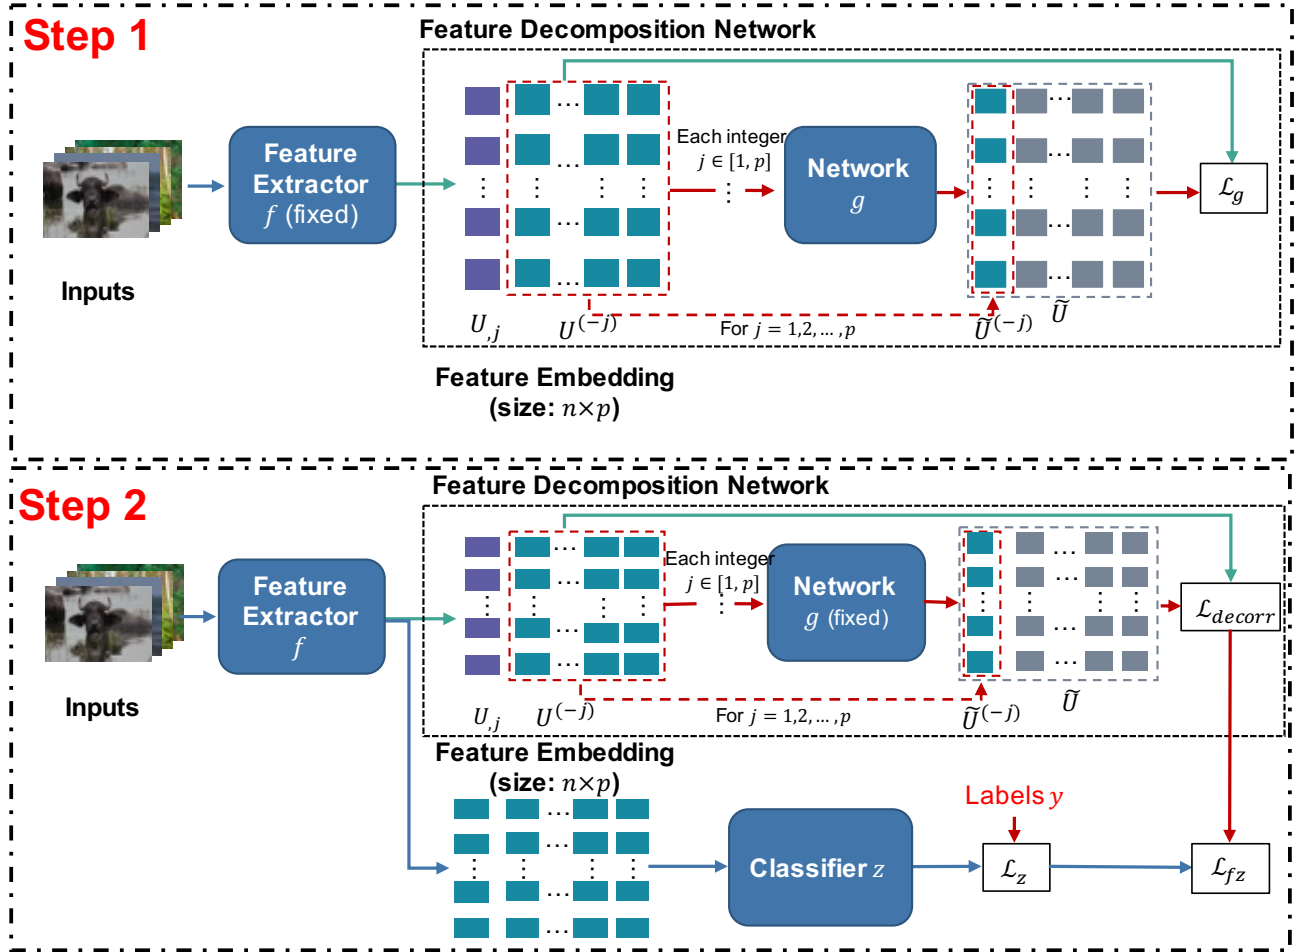 Step 1
Feature Decomposition Network
Feature
Extractor
f (fixed)
Inputs
Each integer
j ∈ [1, p]
Network
g
ℒg
U,j
U(−j)
For j = 1,2, … , p
Ũ(−j)
Ũ
Feature Embedding
(size: n×p)
Step 2
Feature Decomposition Network
Feature
Extractor
f
Inputs
Each integer
j ∈ [1, p]
Network
g (fixed)
ℒdecorr
U,j
U(−j)
For j = 1,2, … , p
Ũ(−j)
Ũ
Feature Embedding
(size: n×p)
Labels y
Classifier z
ℒz
ℒfz